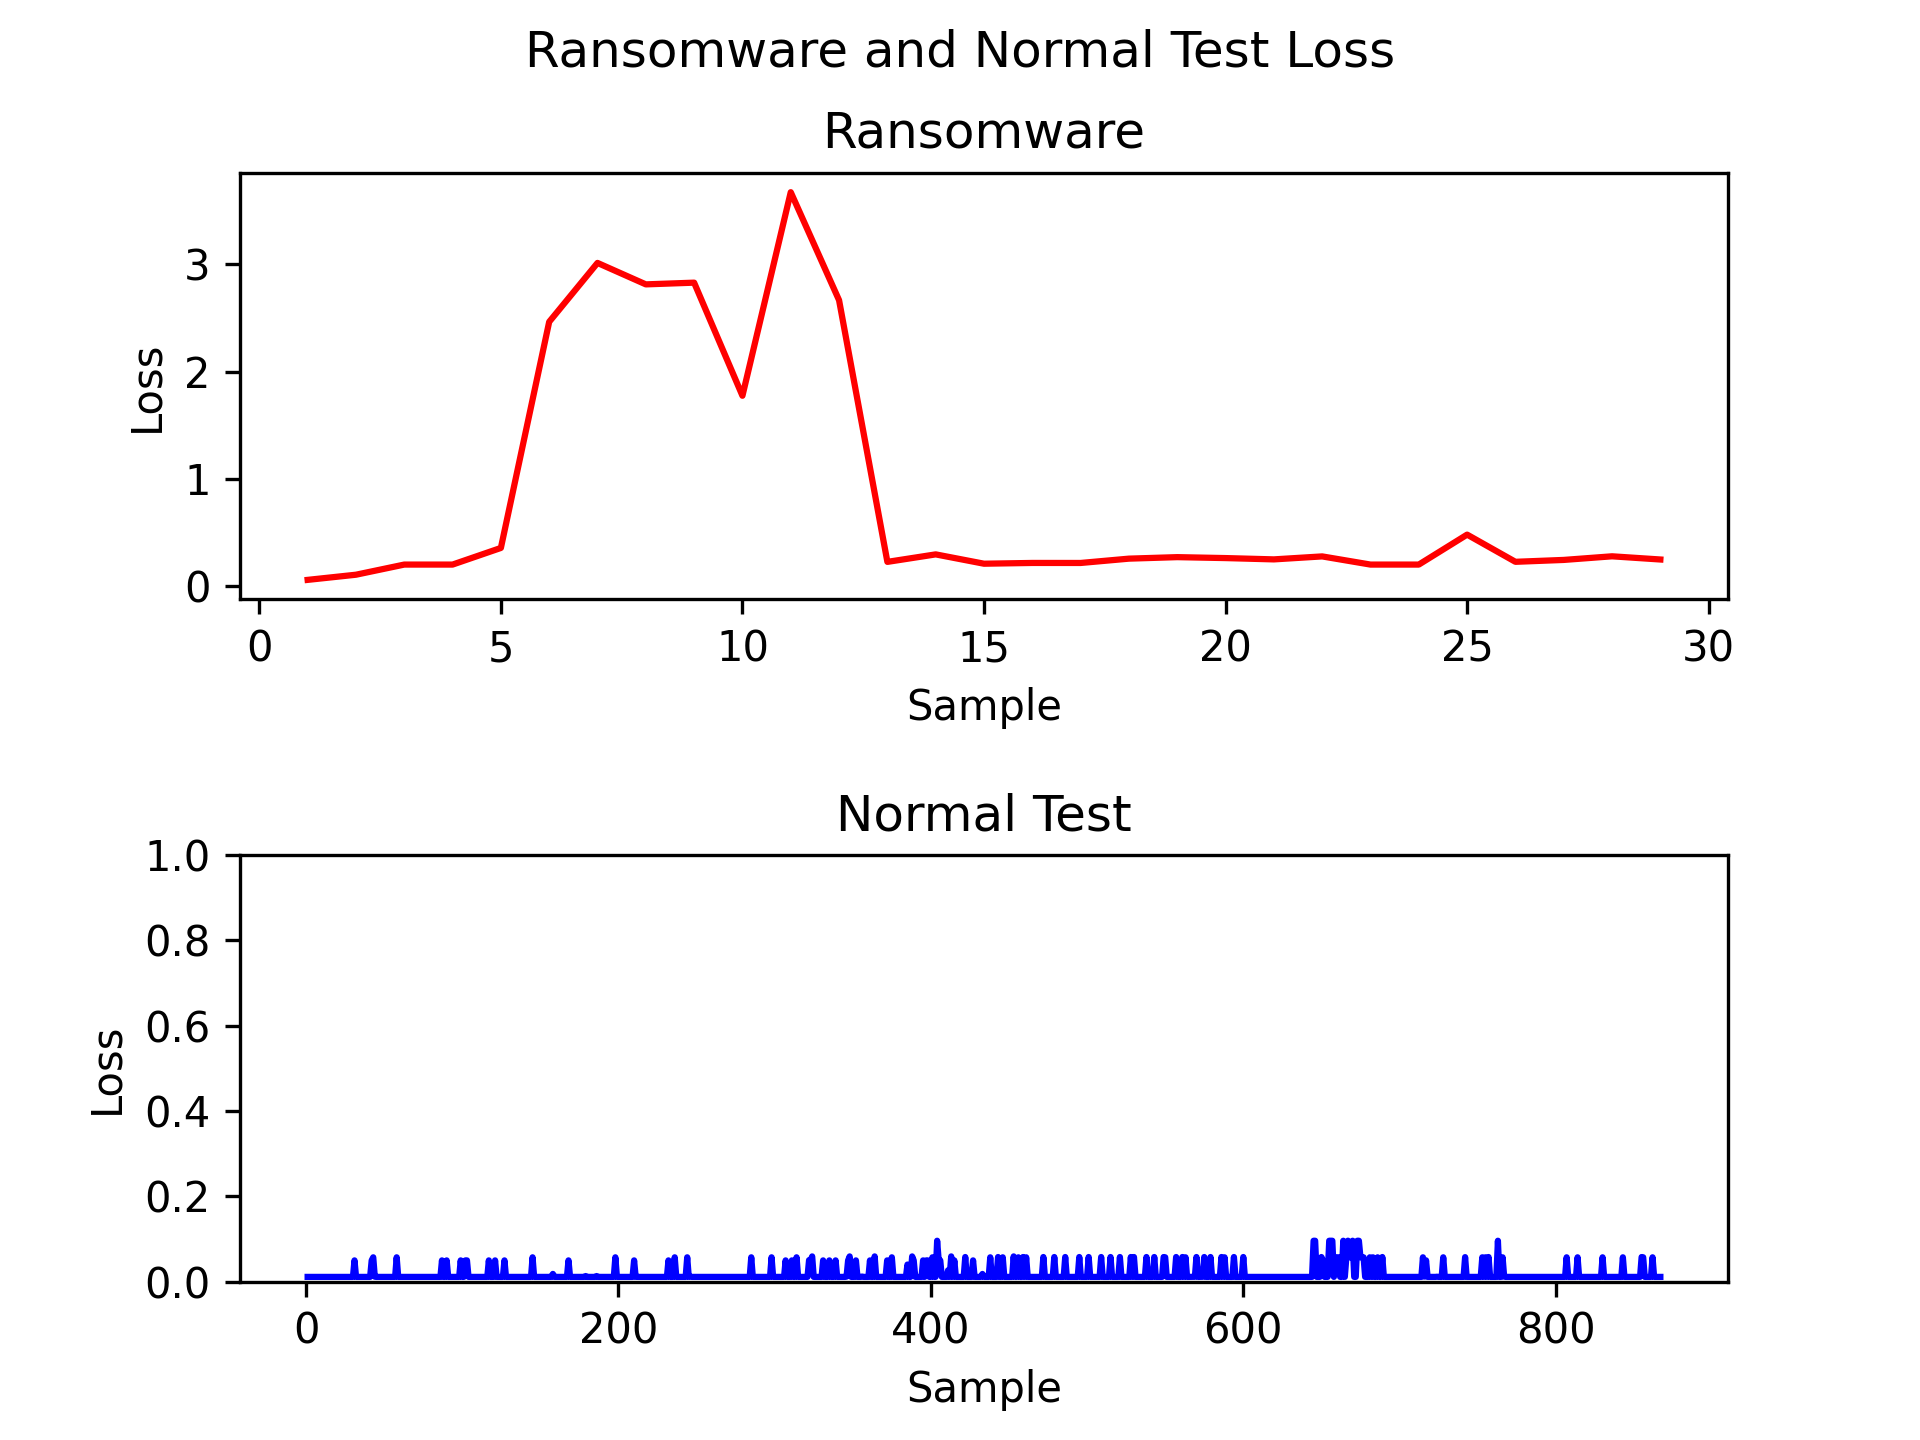 Ransomware and Normal Test Loss
Ransomware
Loss
3
2
1
0
0 5 10 15 20 25 30
Sample
Normal Test
Loss
1.0
0.8
0.6
0.4
0.2
0.0
0 200 400 600 800
Sample